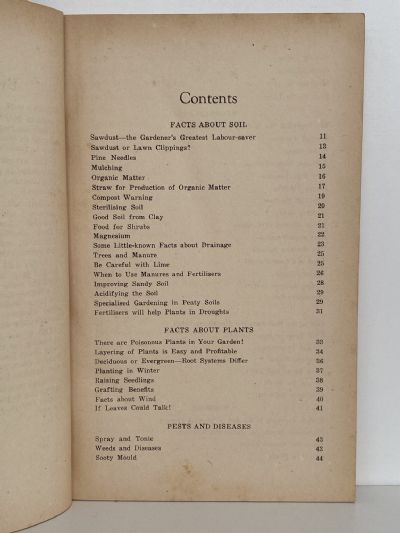 Contents
FACTS ABOUT SOIL
Sawdust—the Gardener's Greatest Labour-saver 11
Sawdust or Lawn Clippings? 13
Pine Needles 14
Mulching 15
Organic Matter 16
Straw for Production of Organic Matter 17
Compost Warning 19
Sterilising Soil 20
Good Soil from Clay 21
Food for Shrubs 21
Magnesium 22
Some Little-known Facts about Drainage 23
Trees and Manure 25
Be Careful with Lime 25
When to Use Manures and Fertilisers 26
Improving Sandy Soil 28
Acidifying the Soil 29
Specialised Gardening in Peaty Soils 29
Fertilisers will help Plants in Droughts 31
FACTS ABOUT PLANTS
There are Poisonous Plants in Your Garden! 33
Layering of Plants is Easy and Profitable 34
Deciduous or Evergreen—Root Systems Differ 36
Planting in Winter 37
Raising Seedlings 38
Grafting Benefits 39
Facts about Wind 40
If Leaves Could Talk! 41
PESTS AND DISEASES
Spray and Tonic 43
Weeds and Diseases 43
Sooty Mould 44